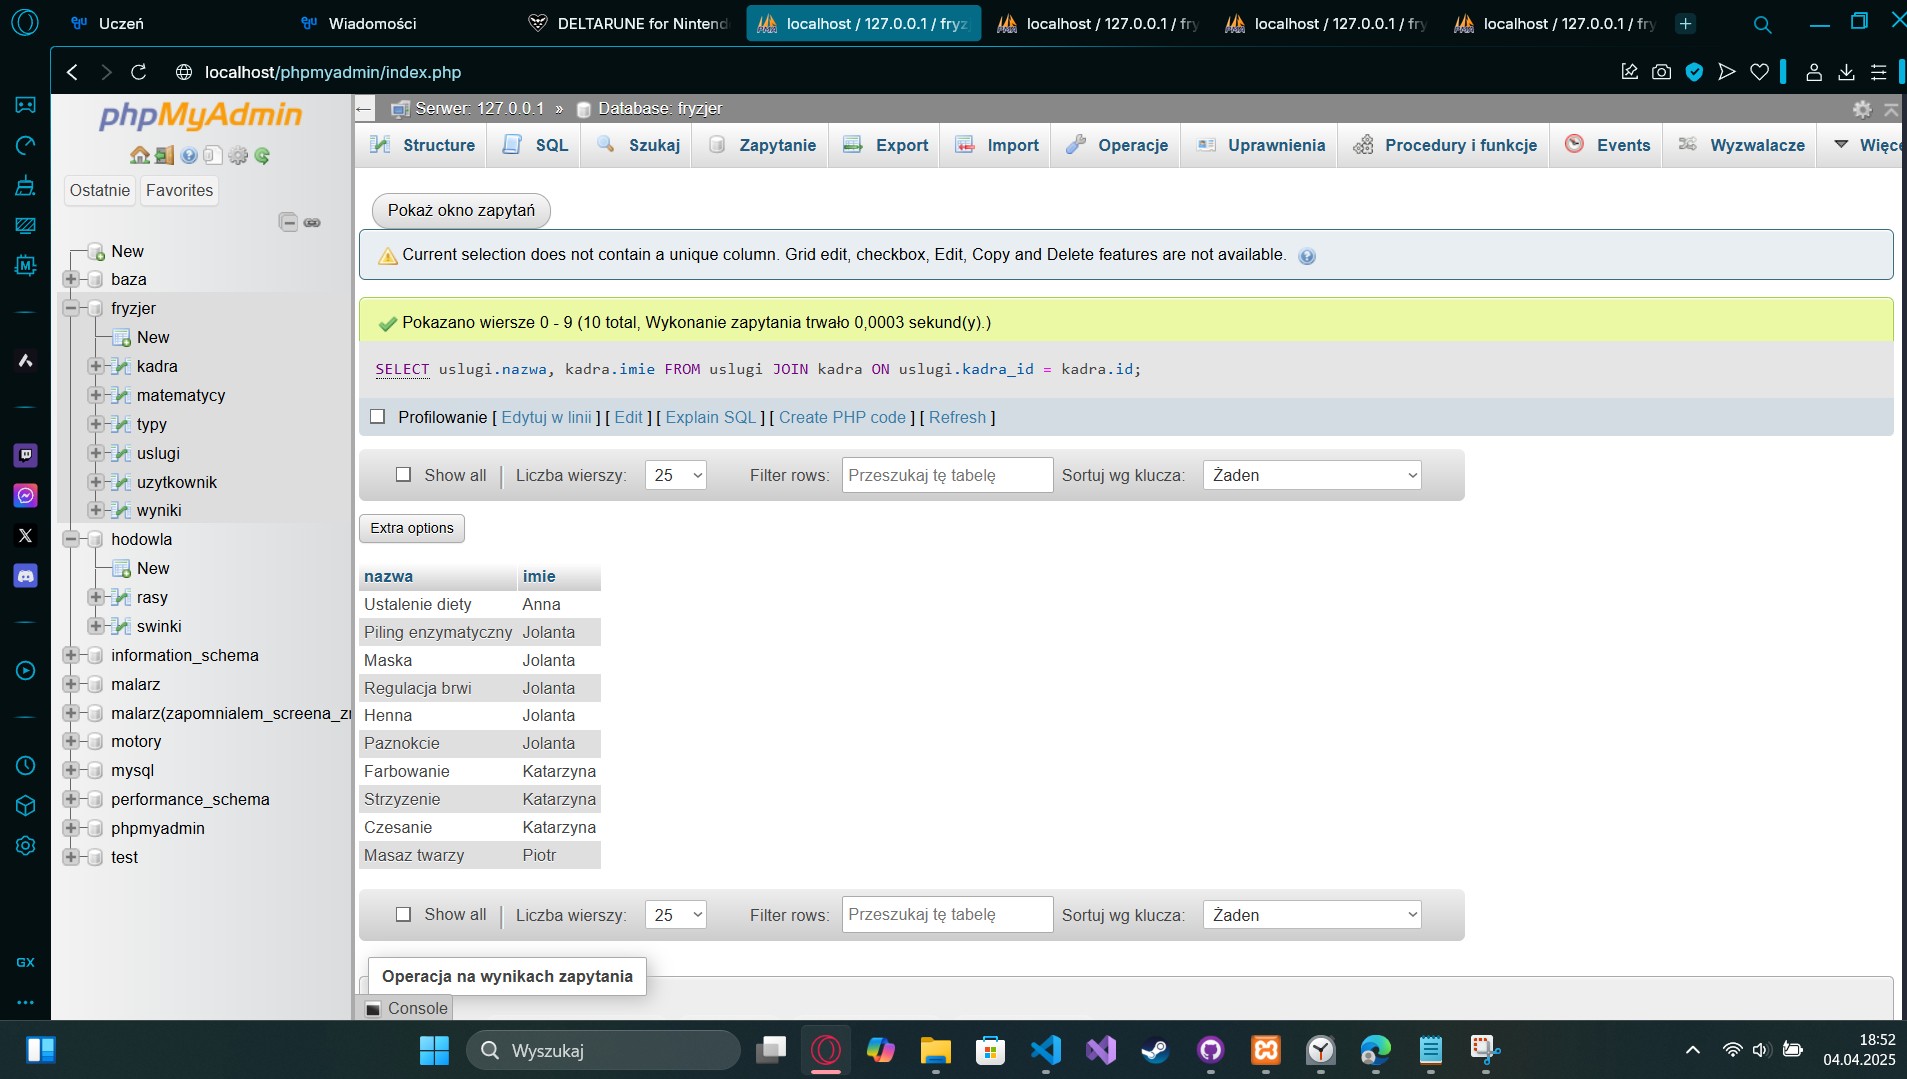 Uczeń
Wiadomości
DELTARUNE for Nintend
localhost / 127.0.0.1 / fryz
localhost / 127.0.0.1 / fry
localhost / 127.0.0.1 / fry
localhost / 127.0.0.1 / fry
localhost/phpmyadmin/index.php
phpMyAdmin
Ostatnie
Favorites
New
baza
fryzjer
New
kadra
matematycy
typy
uslugi
uzytkownik
wyniki
hodowla
New
rasy
swinki
information_schema
malarz
malarz(zapomnialem_screena_zr
motory
mysql
performance_schema
phpmyadmin
test
Serwer: 127.0.0.1 » Database: fryzjer
Structure
SQL
Szukaj
Zapytanie
Export
Import
Operacje
Uprawnienia
Procedury i funkcje
Events
Wyzwalacze
Więce
Pokaż okno zapytań
Current selection does not contain a unique column. Grid edit, checkbox, Edit, Copy and Delete features are not available.
Pokazano wiersze 0 - 9 (10 total, Wykonanie zapytania trwało 0,0003 sekund(y).)
SELECT uslugi.nazwa, kadra.imie FROM uslugi JOIN kadra ON uslugi.kadra_id = kadra.id;
Profilowanie [ Edytuj w linii ] [ Edit ] [ Explain SQL ] [ Create PHP code ] [ Refresh ]
Show all Liczba wierszy: 25 Filter rows: Przeszukaj tę tabelę Sortuj wg klucza: Żaden
Extra options
nazwa imie
Ustalenie diety Anna
Piling enzymatyczny Jolanta
Maska Jolanta
Regulacja brwi Jolanta
Henna Jolanta
Paznokcie Jolanta
Farbowanie Katarzyna
Strzyzenie Katarzyna
Czesanie Katarzyna
Masaz twarzy Piotr
Show all Liczba wierszy: 25 Filter rows: Przeszukaj tę tabelę Sortuj wg klucza: Żaden
Operacja na wynikach zapytania
Console
GX
Wyszukaj
18:52
04.04.2025